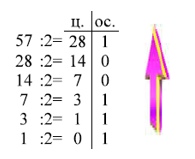 ц. ос.
57 :2= 28 1
28 :2= 14 0
14 :2= 7 0
7 :2= 3 1
3 :2= 1 1
1 :2= 0 1